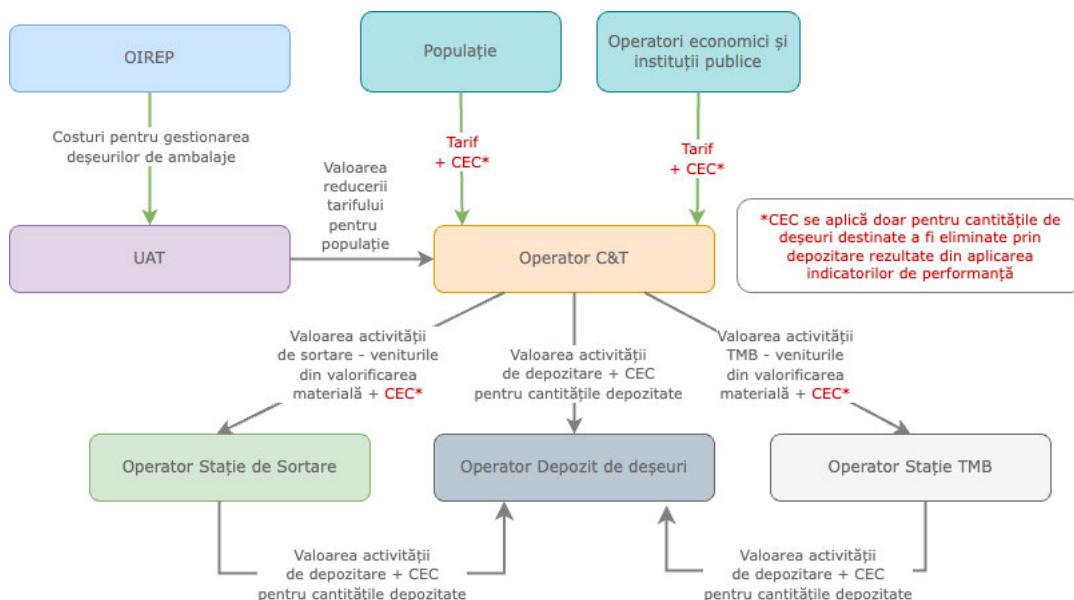 OIREP
Populație
Operatori economici și
instituții publice
Costuri pentru gestionarea
deșeurilor de ambalaje
Valoarea
reducerii
tarifului
pentru
populație
Tarif
+ CEC*
Tarif
+ CEC*
UAT
Operator C&T
*CEC se aplică doar pentru cantitățile de
deșeuri destinate a fi eliminate prin
depozitare rezultate din aplicarea
indicatorilor de performanță
Valoarea activității
de sortare - veniturile
din valorificarea
materială + CEC*
Valoarea activității
de depozitare + CEC
pentru cantitățile depozitate
Valoarea activității
TMB - veniturile
din valorificarea
materială + CEC*
Operator Stație de Sortare
Operator Depozit de deșeuri
Operator Stație TMB
Valoarea activității
de depozitare + CEC
pentru cantitățile depozitate
Valoarea activității
de depozitare + CEC
pentru cantitățile depozitate